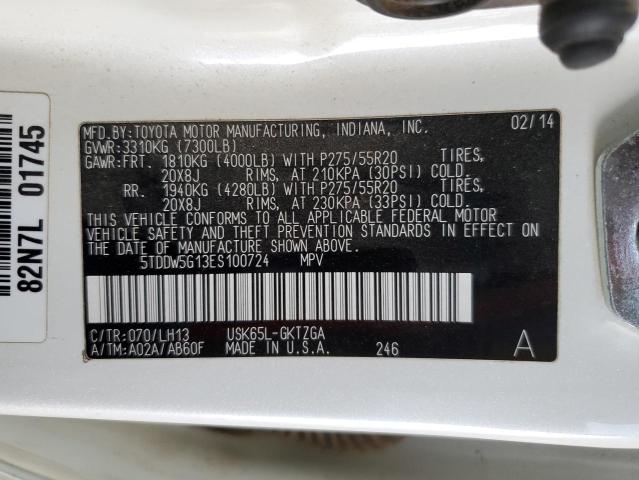 MFD.BY:TOYOTA MOTOR MANUFACTURING, INDIANA, INC. 02/14
GVWR:3310KG (7300LB)
GAWR:FRT. 1810KG (4000LB) WITH P275/55R20 TIRES,
20X8J RIMS, AT 210KPA (30PSI) COLD.
RR. 1940KG (4280LB) WITH P275/55R20 TIRES,
20X8J RIMS, AT 230KPA (33PSI) COLD.
THIS VEHICLE CONFORMS TO ALL APPLICABLE FEDERAL MOTOR
VEHICLE SAFETY AND THEFT PREVENTION STANDARDS IN EFFECT ON
THE DATE OF MANUFACTURE SHOWN ABOVE.
5TDDW5G13ES100724 MPV
C/TR:070/LH13 USK65L-GKTZGA
A/TM:A02A/AB60F MADE IN U.S.A. 246 A
82N7L 01745